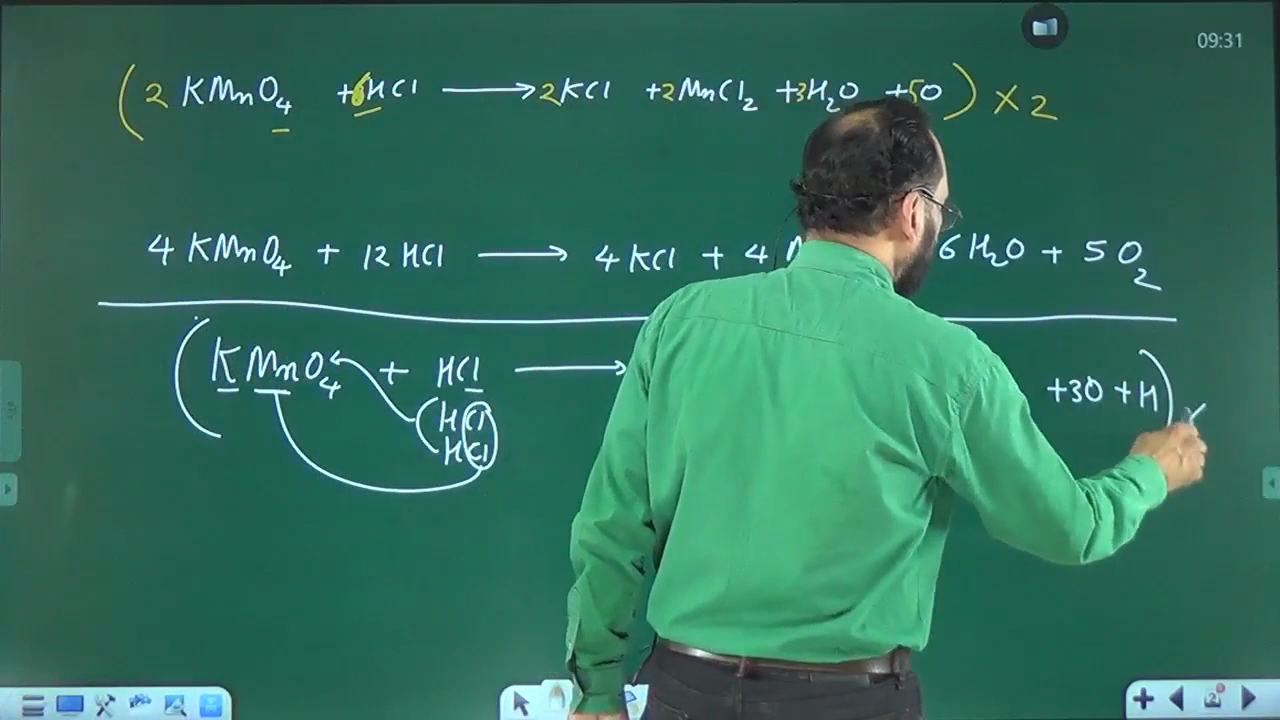 09:31
(2 KMnO₄ + 6HCl ⟶ 2KCl + 2MnCl₂ + 3H₂O + 5O) × 2
4 KMnO₄ + 12 HCl ⟶ 4 KCl + 4 6 H₂O + 5 O₂
(KMnO₄ + HCl ⟶ +3O + H)
HCl
HCl